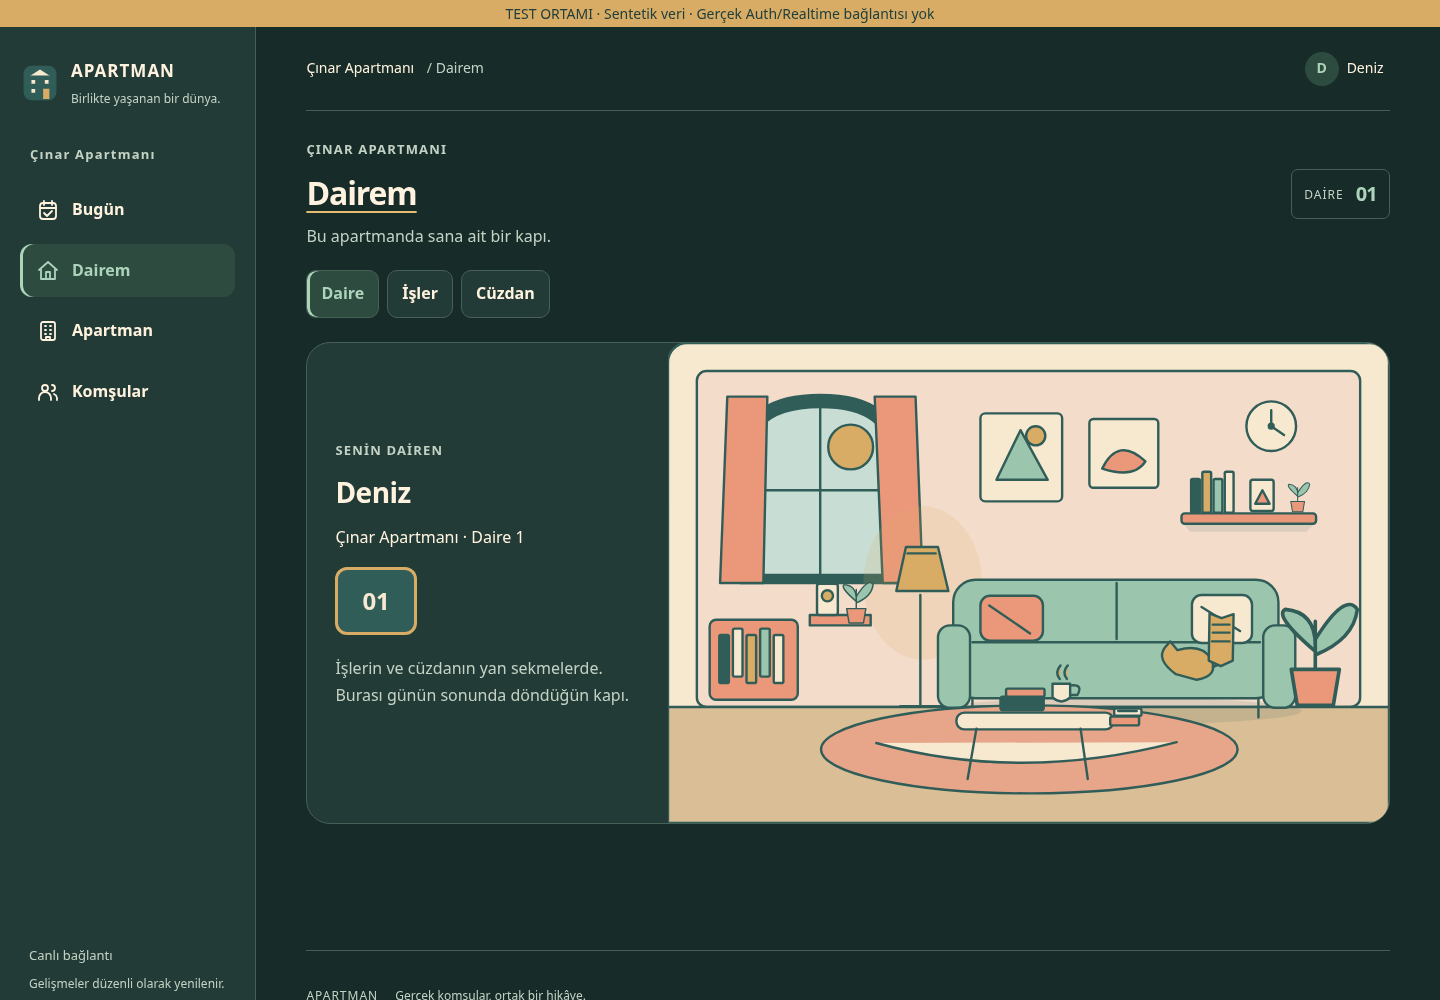 TEST ORTAMI · Sentetik veri · Gerçek Auth/Realtime bağlantısı yok
APARTMAN
Birlikte yaşanan bir dünya.
Çınar Apartmanı
Bugün
Dairem
Apartman
Komşular
Canlı bağlantı
Gelişmeler düzenli olarak yenilenir.
Çınar Apartmanı / Dairem
D Deniz
ÇINAR APARTMANI
Dairem
DAİRE 01
Bu apartmanda sana ait bir kapı.
Daire İşler Cüzdan
SENİN DAİREN
Deniz
Çınar Apartmanı · Daire 1
01
İşlerin ve cüzdanın yan sekmelerde.
Burası günün sonunda döndüğün kapı.
APARTMAN Gerçek komşular, ortak bir hikâye.